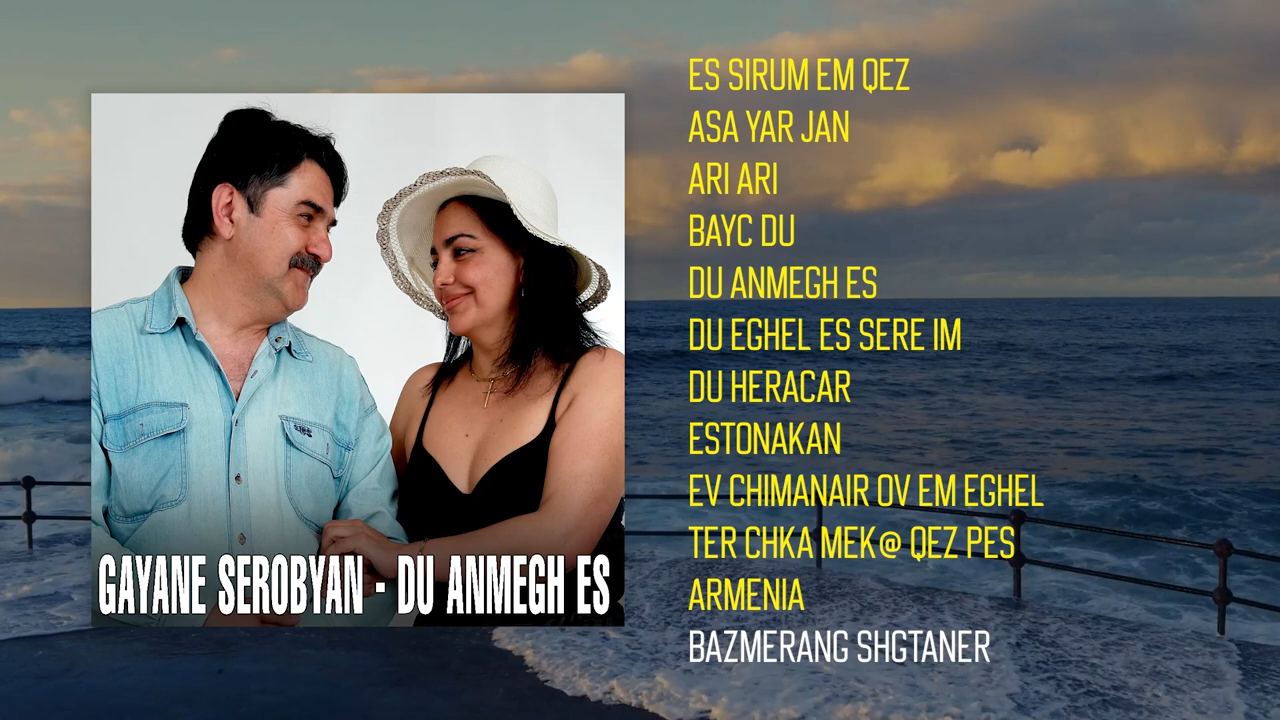 ES SIRUM EM QEZ
ASA YAR JAN
ARI ARI
BAYC DU
DU ANMEGH ES
DU EGHEL ES SERE IM
DU HERACAR
ESTONAKAN
EV CHIMANAIR OV EM EGHEL
TER CHKA MEK@ QEZ PES
ARMENIA
BAZMERANG SHGTANER
GAYANE SEROBYAN - DU ANMEGH ES